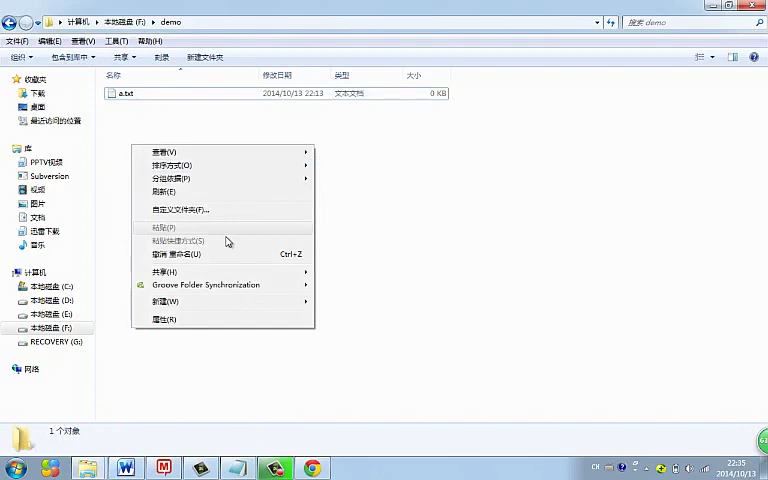 计算机 本地磁盘 (F:) demo
搜索 demo
文件(F) 编辑(E) 查看(V) 工具(T) 帮助(H)
组织 包含到库中 共享 刻录 新建文件夹
收藏夹
下载
桌面
最近访问的位置
库
PPTV视频
Subversion
视频
图片
文档
迅雷下载
音乐
计算机
本地磁盘 (C:)
本地磁盘 (D:)
本地磁盘 (E:)
本地磁盘 (F:)
RECOVERY (G:)
网络
名称 修改日期 类型 大小
a.txt 2014/10/13 22:13 文本文档 0 KB
查看(V)
排序方式(O)
分组依据(P)
刷新(E)
自定义文件夹(F)...
粘贴(P)
粘贴快捷方式(S)
撤消 重命名(U) Ctrl+Z
共享(H)
Groove Folder Synchronization
新建(W)
属性(R)
1 个对象
CH
22:35
2014/10/13